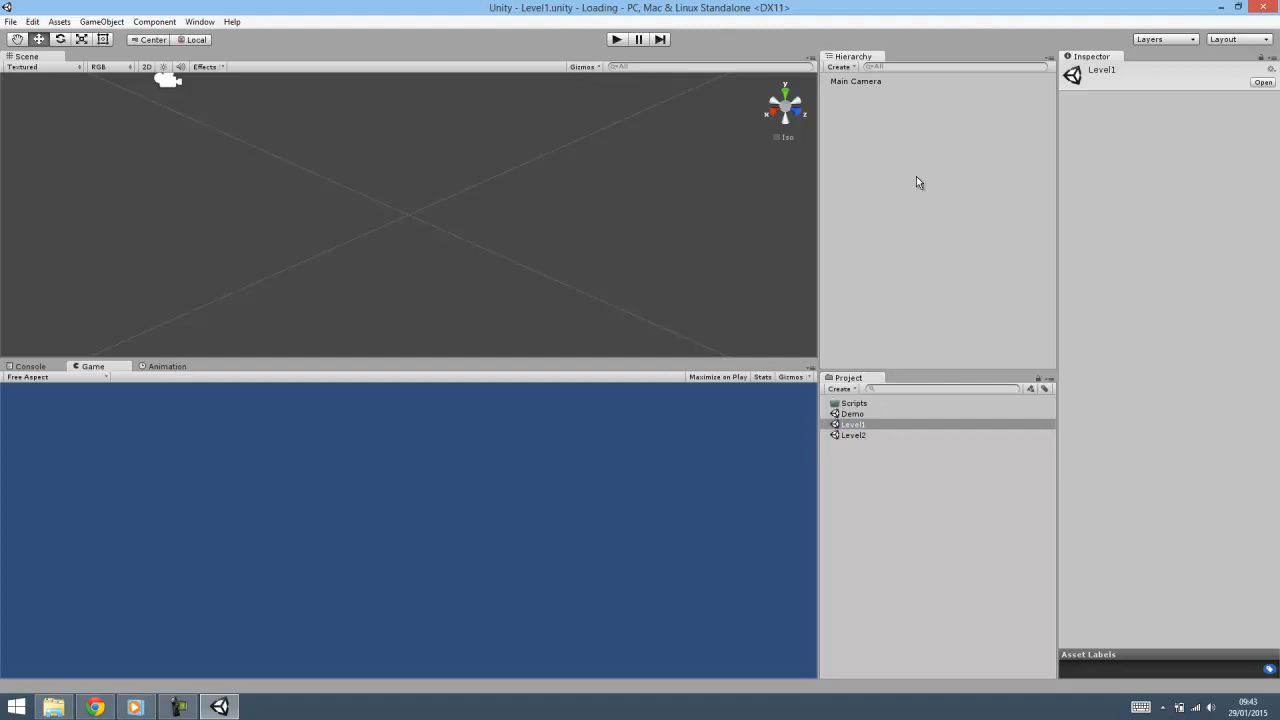 Unity - Level1.unity - Loading - PC, Mac & Linux Standalone <DX11>
File Edit Assets GameObject Component Window Help
Center Local Layers Layout
Scene
Textured RGB 2D Effects Gizmos All
y
x z
Iso
Hierarchy
Create All
Main Camera
Inspector
Level1
Open
Console Game Animation
Free Aspect Maximize on Play Stats Gizmos
Project
Create
Scripts
Demo
Level1
Level2
Asset Labels
09:43
29/01/2015